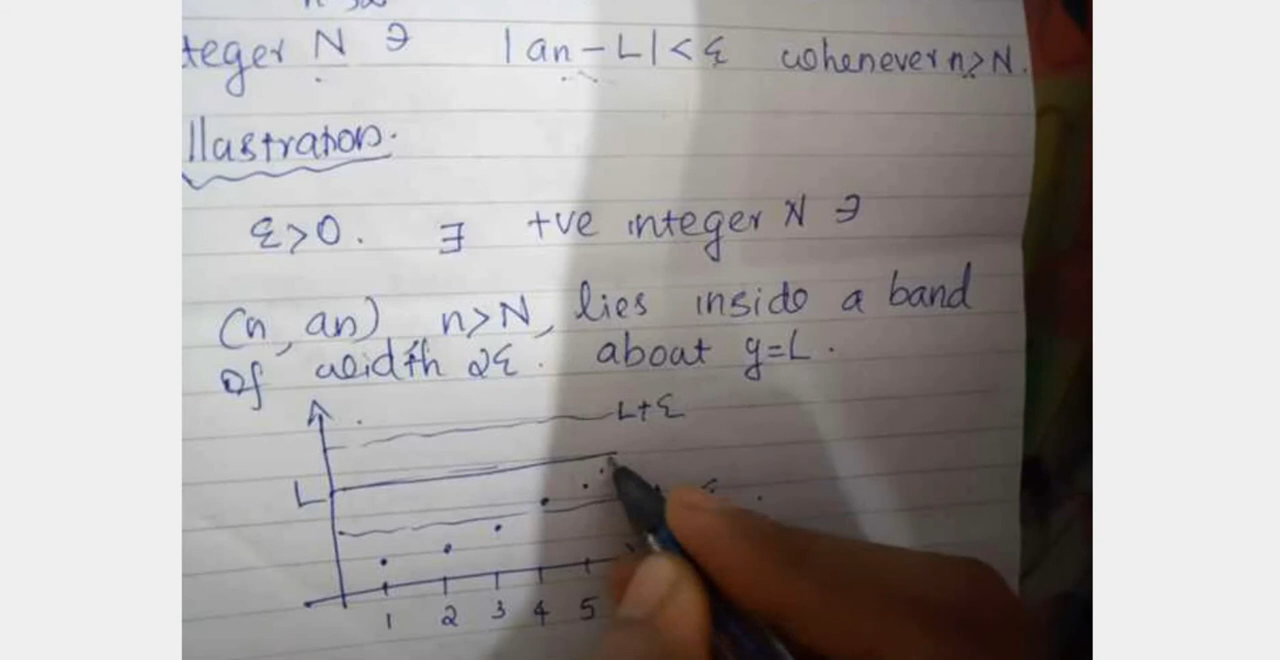 teger N ∋ |an - L| < ε whenever n > N.
llustration.
ε > 0. ∃ +ve integer N ∋
(n, an) n > N, lies inside a band
of width 2ε. about y = L.
L + ε
L
1 2 3 4 5